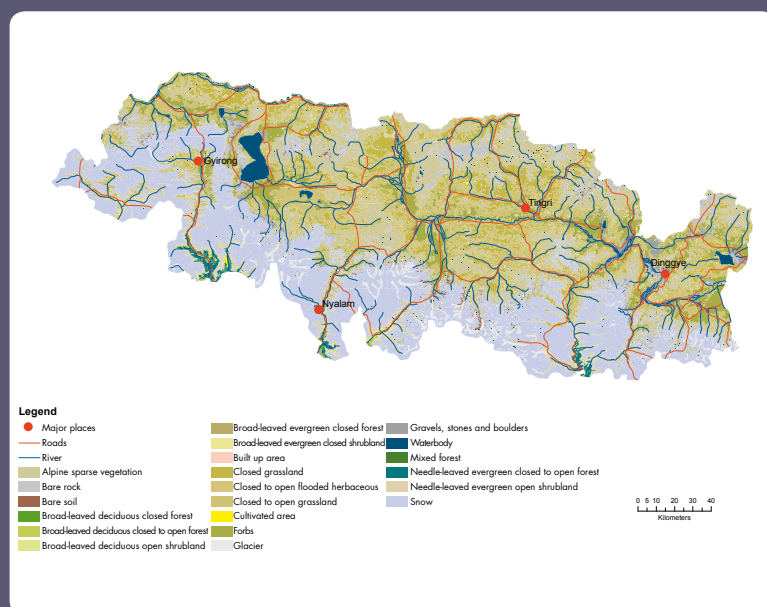 Gyirong
Tingri
Dinggye
Nyalam
Legend
Major places
Roads
River
Alpine sparse vegetation
Bare rock
Bare soil
Broad-leaved deciduous closed forest
Broad-leaved deciduous closed to open forest
Broad-leaved deciduous open shrubland
Broad-leaved evergreen closed forest
Broad-leaved evergreen closed shrubland
Built up area
Closed grassland
Closed to open flooded herbaceous
Closed to open grassland
Cultivated area
Forbs
Glacier
Gravels, stones and boulders
Waterbody
Mixed forest
Needle-leaved evergreen closed to open forest
Needle-leaved evergreen open shrubland
Snow
0 5 10 20 30 40
Kilometers